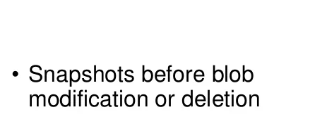 • Snapshots before blob
modification or deletion